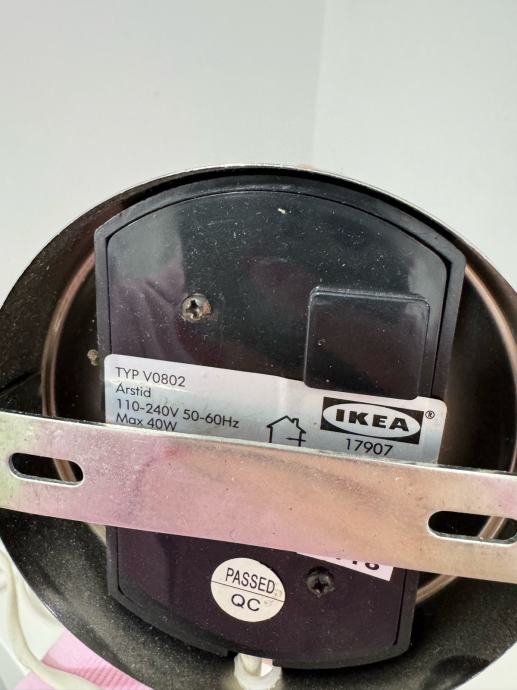 TYP V0802
Årstid
110-240V 50-60Hz
Max 40W
IKEA®
17907
PASSED
QC